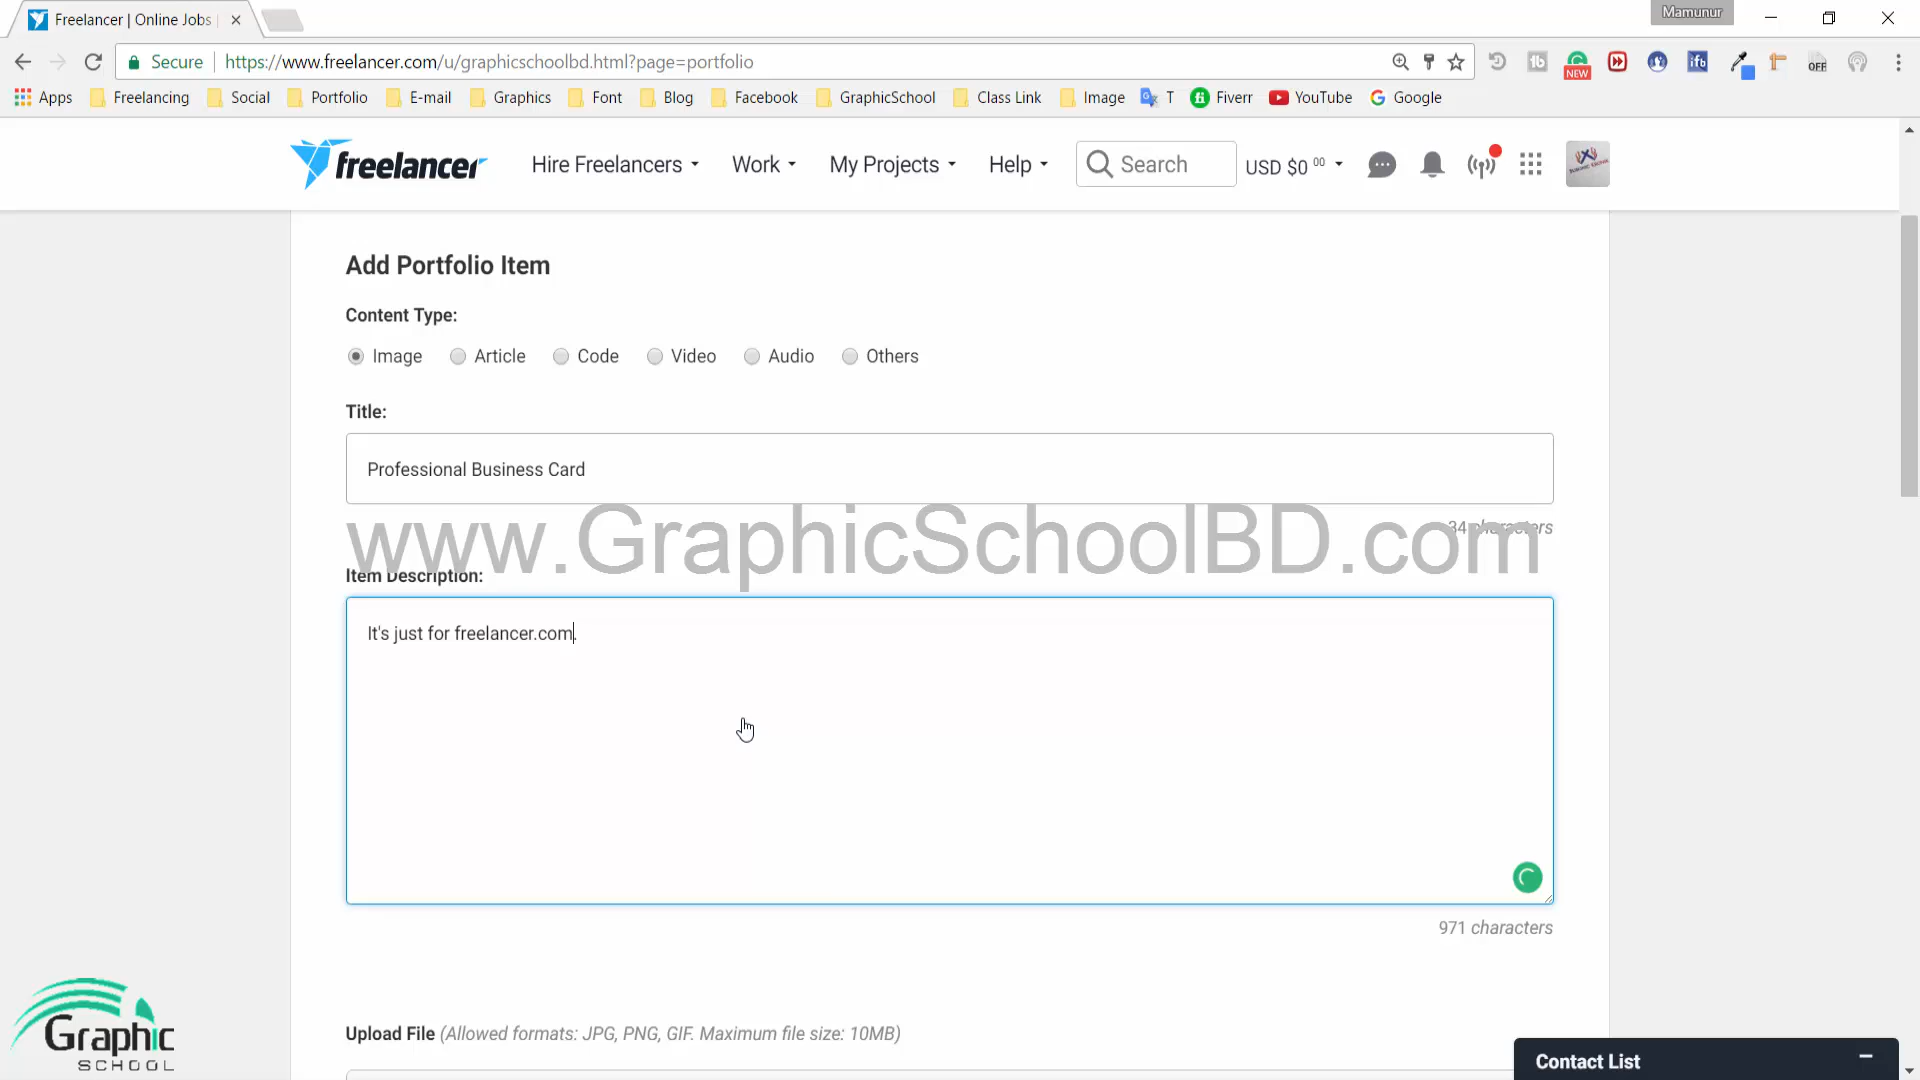 Freelancer | Online Jobs
Mamunur
Secure https://www.freelancer.com/u/graphicschoolbd.html?page=portfolio
NEW
OFF
Apps Freelancing Social Portfolio E-mail Graphics Font Blog Facebook GraphicSchool Class Link Image T Fiverr YouTube Google
freelancer Hire Freelancers Work My Projects Help Search USD $0 00
Add Portfolio Item
Content Type:
Image Article Code Video Audio Others
Title:
Professional Business Card
34 characters
www.GraphicSchoolBD.com
Item Description:
It's just for freelancer.com.
971 characters
Upload File (Allowed formats: JPG, PNG, GIF. Maximum file size: 10MB)
Graphic
SCHOOL
Contact List